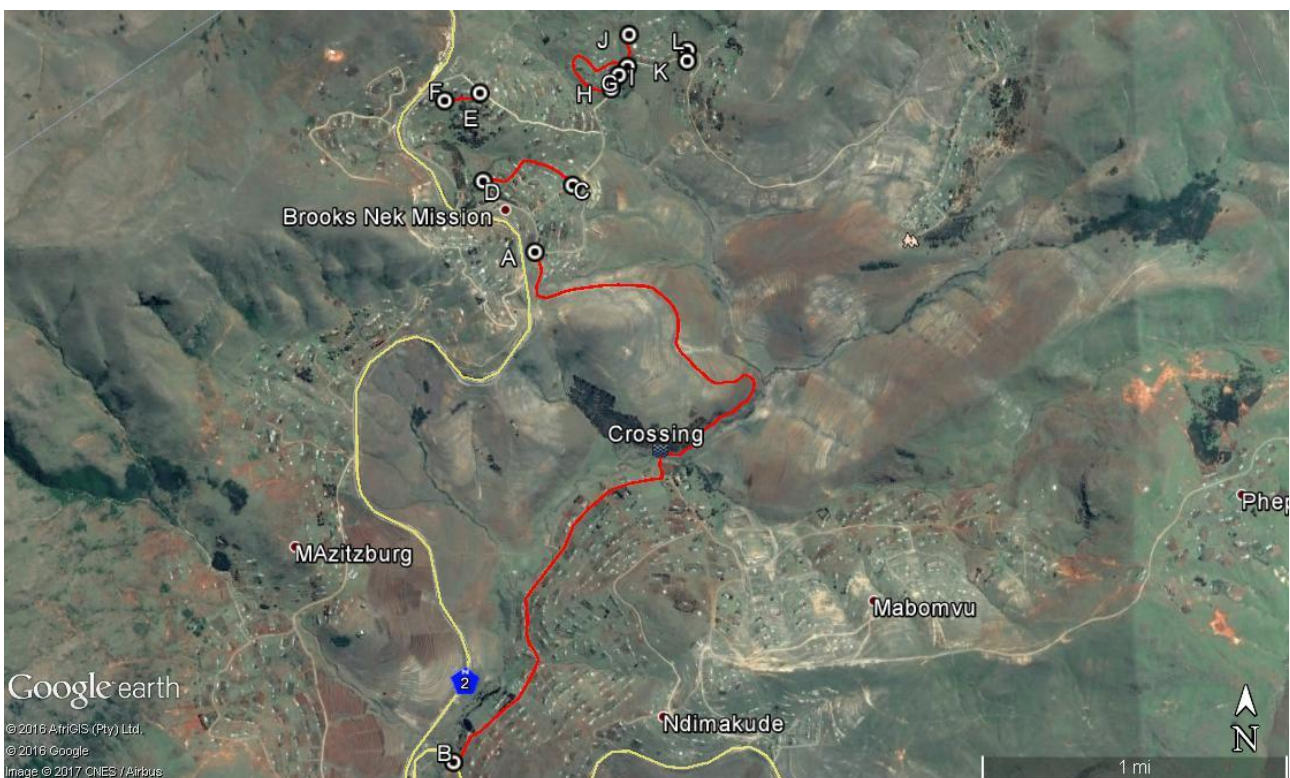 J
L
K
I
G
H
F
E
D
C
Brooks Nek Mission
A
Crossing
Phep
MAzitzburg
Mabomvu
2
Google earth
Ndimakude
© 2016 AfriGIS (Pty) Ltd.
© 2016 Google
Image © 2017 CNES / Airbus
B
N
1 mi